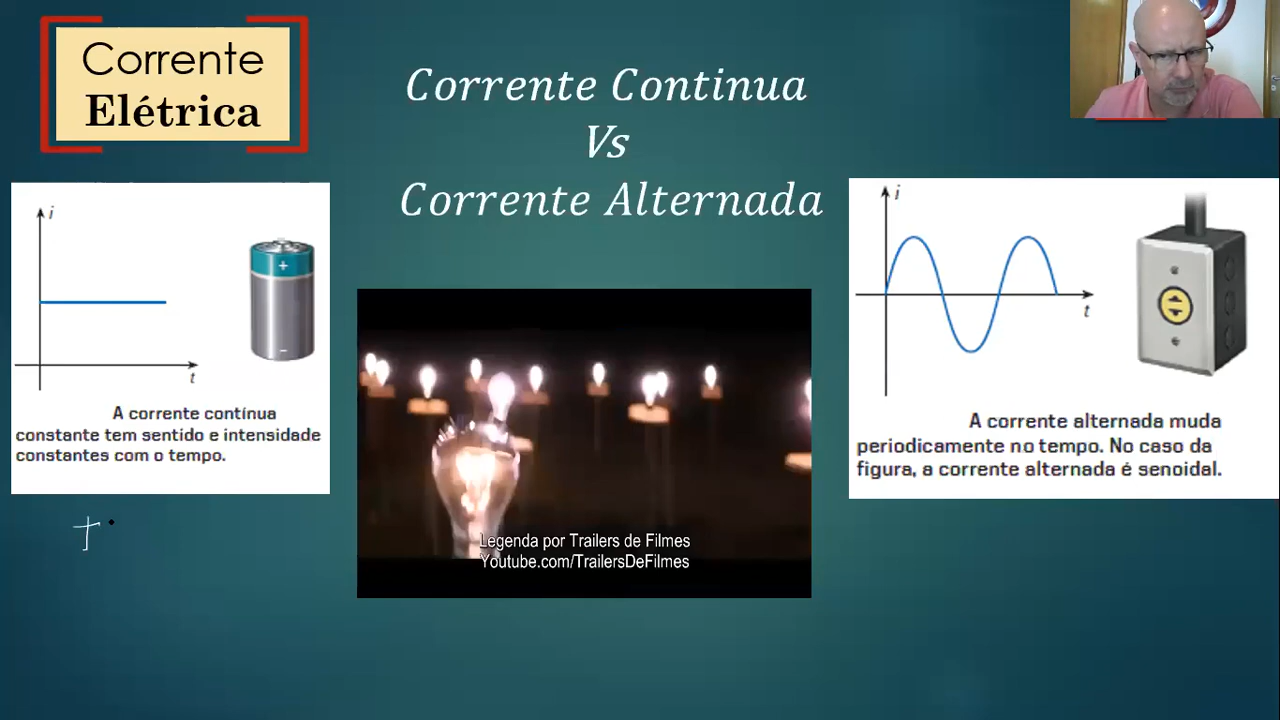 Corrente
Elétrica
Corrente Continua
Vs
Corrente Alternada
i
t
+
-
A corrente contínua
constante tem sentido e intensidade
constantes com o tempo.
i
t
A corrente alternada muda
periodicamente no tempo. No caso da
figura, a corrente alternada é senoidal.
Legenda por Trailers de Filmes
Youtube.com/TrailersDeFilmes